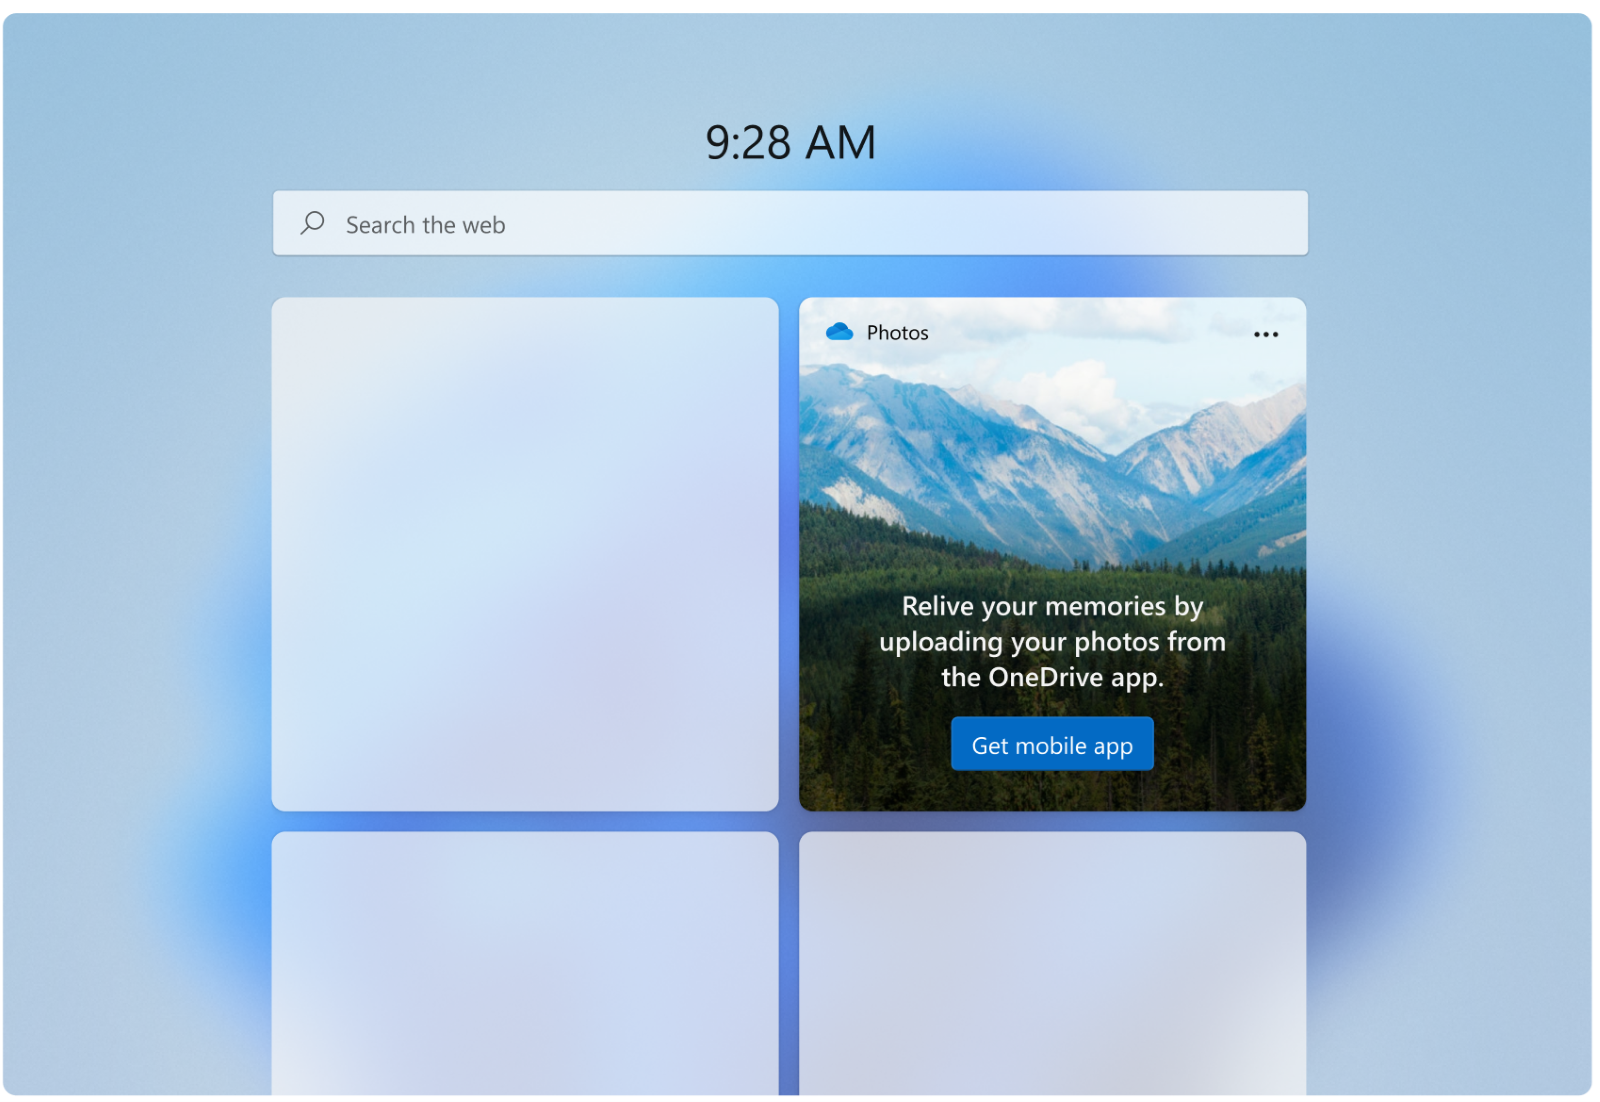 9:28 AM
Search the web
Photos
Relive your memories by
uploading your photos from
the OneDrive app.
Get mobile app